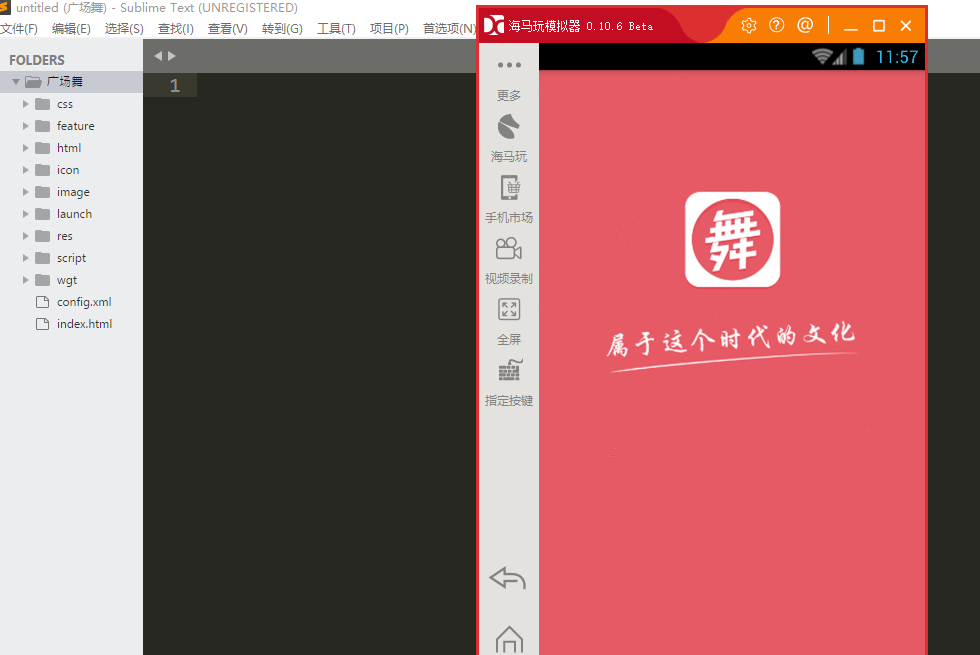 untitled (广场舞) - Sublime Text (UNREGISTERED)
文件(F) 编辑(E) 选择(S) 查找(I) 查看(V) 转到(G) 工具(T) 项目(P) 首选项(N)
FOLDERS
广场舞
css
feature
html
icon
image
launch
res
script
wgt
config.xml
index.html
1
海马玩模拟器 0.10.6 Beta
11:57
更多
海马玩
手机市场
视频录制
全屏
指定按键
舞
属于这个时代的文化